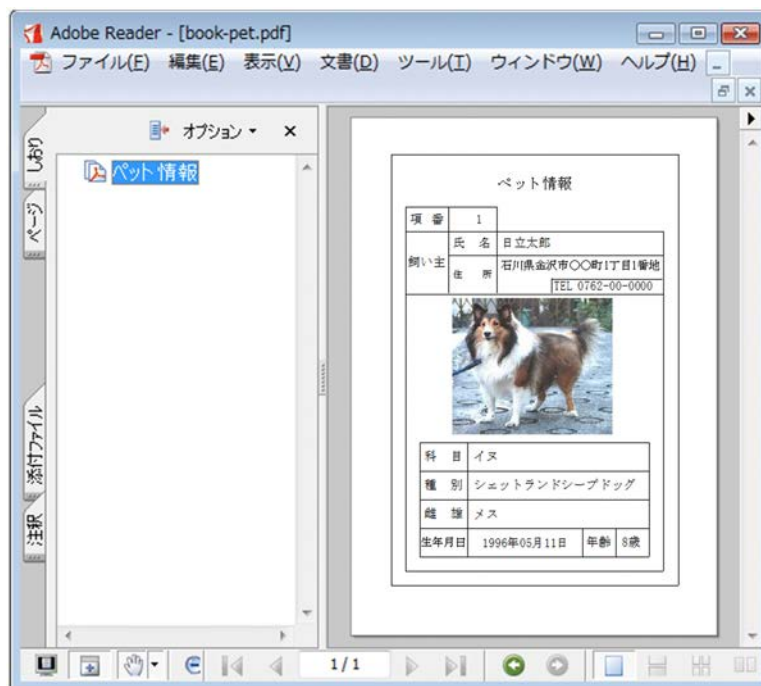 Adobe Reader - [book-pet.pdf]
ファイル(F) 編集(E) 表示(V) 文書(D) ツール(T) ウィンドウ(W) ヘルプ(H)
オプション
しおり
ページ
添付ファイル
注釈
ペット情報
ペット情報
項番 1
飼い主 氏名 日立太郎
住所 石川県金沢市〇〇町1丁目1番地
TEL 0762-00-0000
科目 イヌ
種別 シェットランドシープドッグ
雌雄 メス
生年月日 1996年05月11日 年齢 8歳
1/1